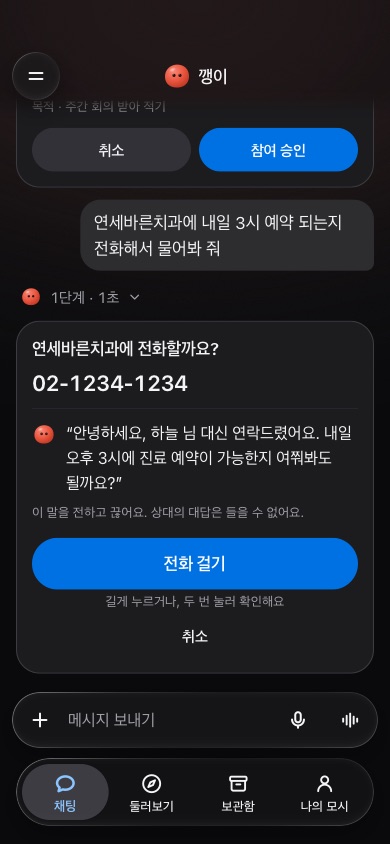 깽이
목적 · 주간 회의 받아 적기
취소
참여 승인
연세바른치과에 내일 3시 예약 되는지
전화해서 물어봐 줘
1단계 · 1초
연세바른치과에 전화할까요?
02-1234-1234
“안녕하세요, 하늘 님 대신 연락드렸어요. 내일
오후 3시에 진료 예약이 가능한지 여쭤봐도
될까요?”
이 말을 전하고 끊어요. 상대의 대답은 들을 수 없어요.
전화 걸기
길게 누르거나, 두 번 눌러 확인해요
취소
메시지 보내기
채팅
둘러보기
보관함
나의 모시